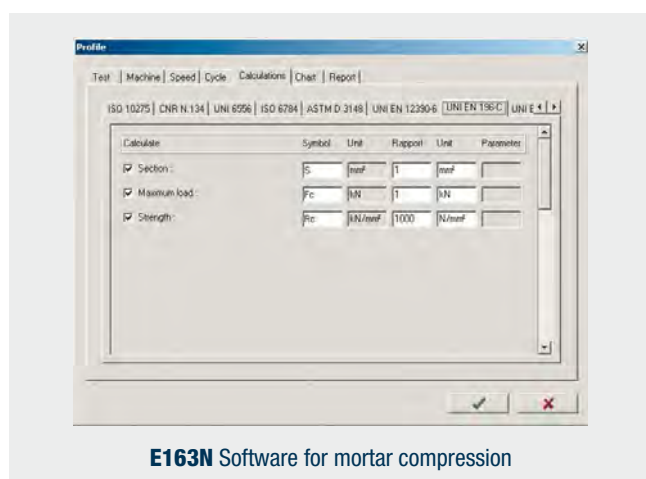 Profile
Test Machine Speed Cycle Calculations Chart Report
ISO 10275 CNR N.134 UNI 6556 ISO 6784 ASTM D 3148 UNI EN 12390-6 UNI EN 196-C UNI E
Calculate Symbol Unit Rapport Unit Parameter
Section : S mm² 1 mm²
Maximum load : Fc kN 1 kN
Strength : Rc kN/mm² 1000 N/mm²
E163N Software for mortar compression